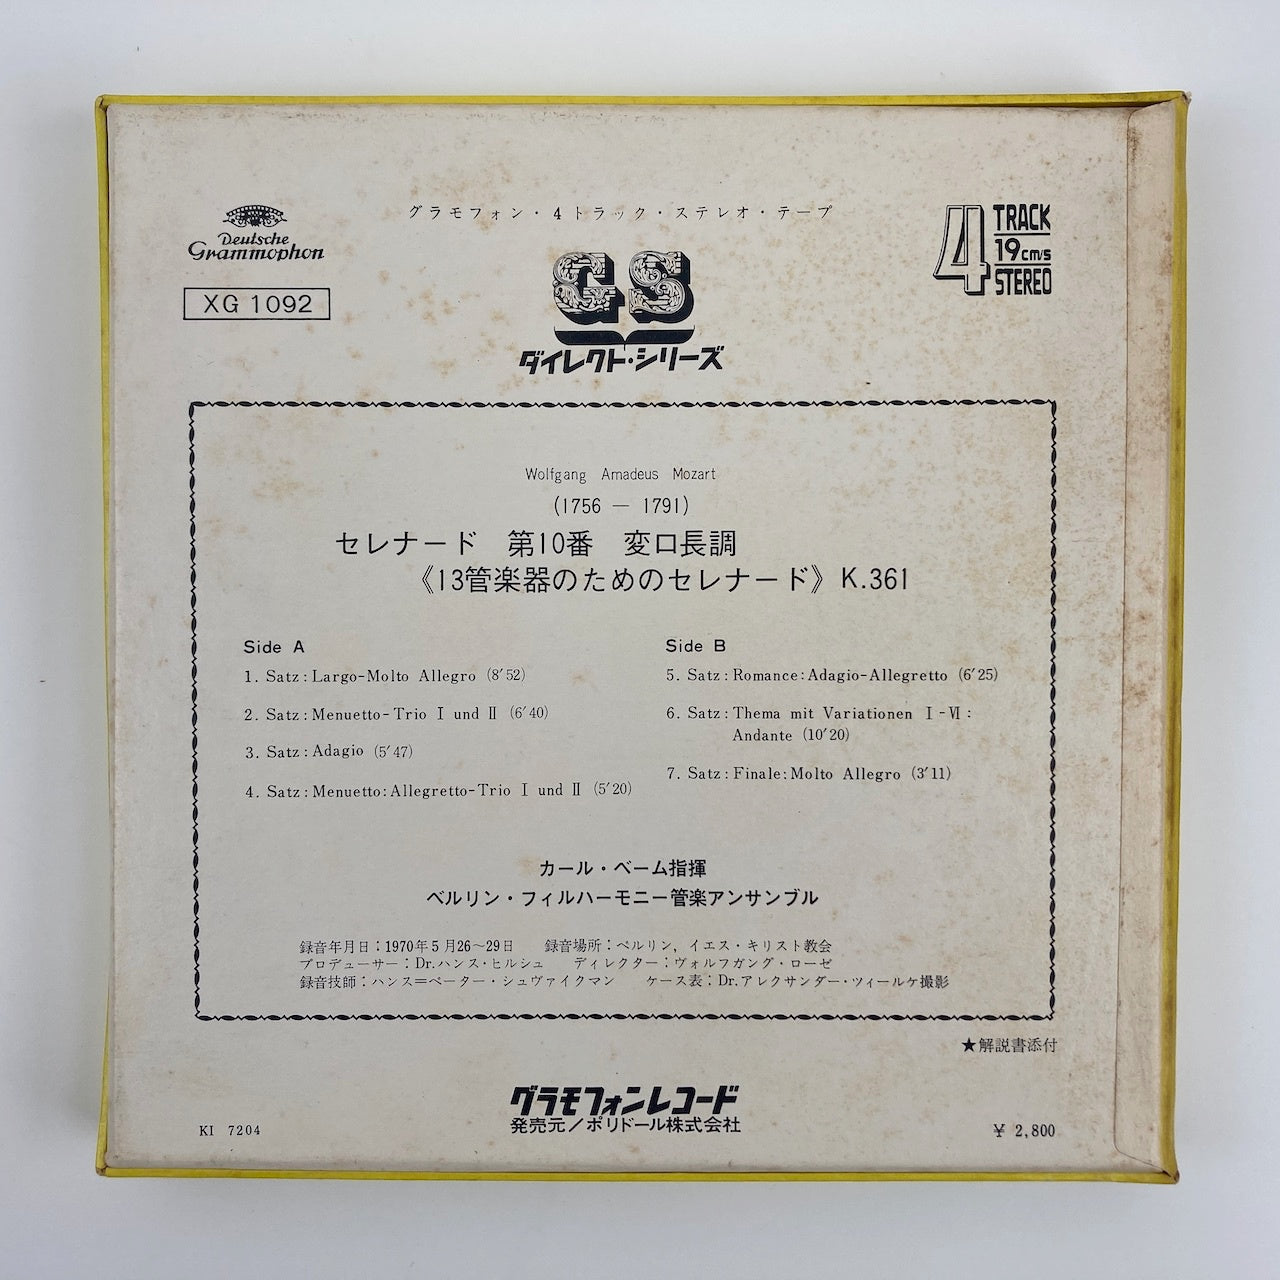 グラモフォン・4トラック・ステレオ・テープ
Deutsche
Grammophon
XG 1092
GS
ダイレクト・シリーズ
4 TRACK
19cm/s
STEREO
Wolfgang Amadeus Mozart
(1756 — 1791)
セレナード 第10番 変ロ長調
《13管楽器のためのセレナード》K.361
Side A
1. Satz:Largo-Molto Allegro (8′52)
2. Satz:Menuetto-Trio Ⅰ und Ⅱ (6′40)
3. Satz:Adagio (5′47)
4. Satz:Menuetto:Allegretto-Trio Ⅰ und Ⅱ (5′20)
Side B
5. Satz:Romance:Adagio-Allegretto (6′25)
6. Satz:Thema mit Variationen Ⅰ-Ⅵ:
Andante (10′20)
7. Satz:Finale:Molto Allegro (3′11)
カール・ベーム指揮
ベルリン・フィルハーモニー管楽アンサンブル
録音年月日:1970年5月26〜29日 録音場所:ベルリン, イエス・キリスト教会
プロデューサー:Dr.ハンス・ヒルシュ ディレクター:ヴォルフガング・ローゼ
録音技師:ハンス=ペーター・シュヴァイクマン ケース表:Dr.アレクサンダー・ツィールケ撮影
★解説書添付
グラモフォンレコード
発売元/ポリドール株式会社
KI 7204
¥ 2,800